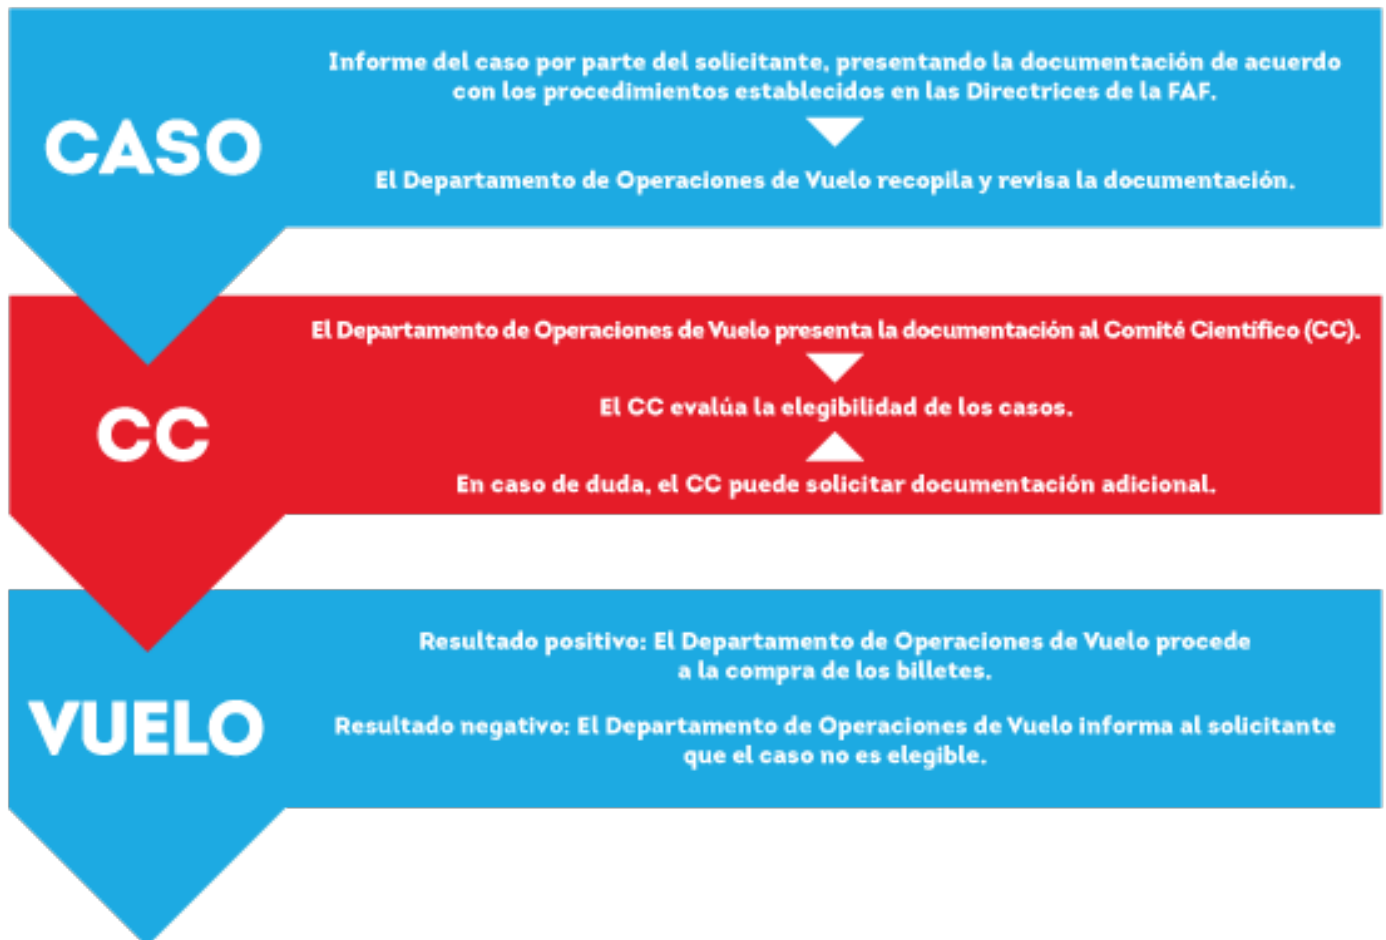 Informe del caso por parte del solicitante, presentando la documentación de acuerdo
con los procedimientos establecidos en las Directrices de la FAF.
CASO
El Departamento de Operaciones de Vuelo recopila y revisa la documentación.
El Departamento de Operaciones de Vuelo presenta la documentación al Comité Científico (CC).
El CC evalúa la elegibilidad de los casos.
CC
En caso de duda, el CC puede solicitar documentación adicional.
Resultado positivo: El Departamento de Operaciones de Vuelo procede
a la compra de los billetes.
VUELO
Resultado negativo: El Departamento de Operaciones de Vuelo informa al solicitante
que el caso no es elegible.